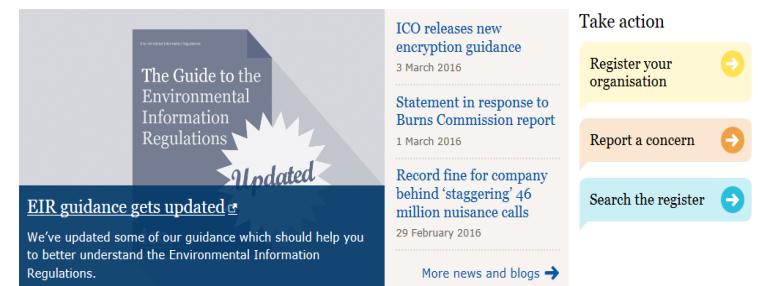 Environmental Information Regulations
The Guide to the
Environmental
Information
Regulations
Updated
EIR guidance gets updated
We've updated some of our guidance which should help you
to better understand the Environmental Information
Regulations.
ICO releases new
encryption guidance
3 March 2016
Statement in response to
Burns Commission report
1 March 2016
Record fine for company
behind ‘staggering’ 46
million nuisance calls
29 February 2016
More news and blogs
Take action
Register your
organisation
Report a concern
Search the register